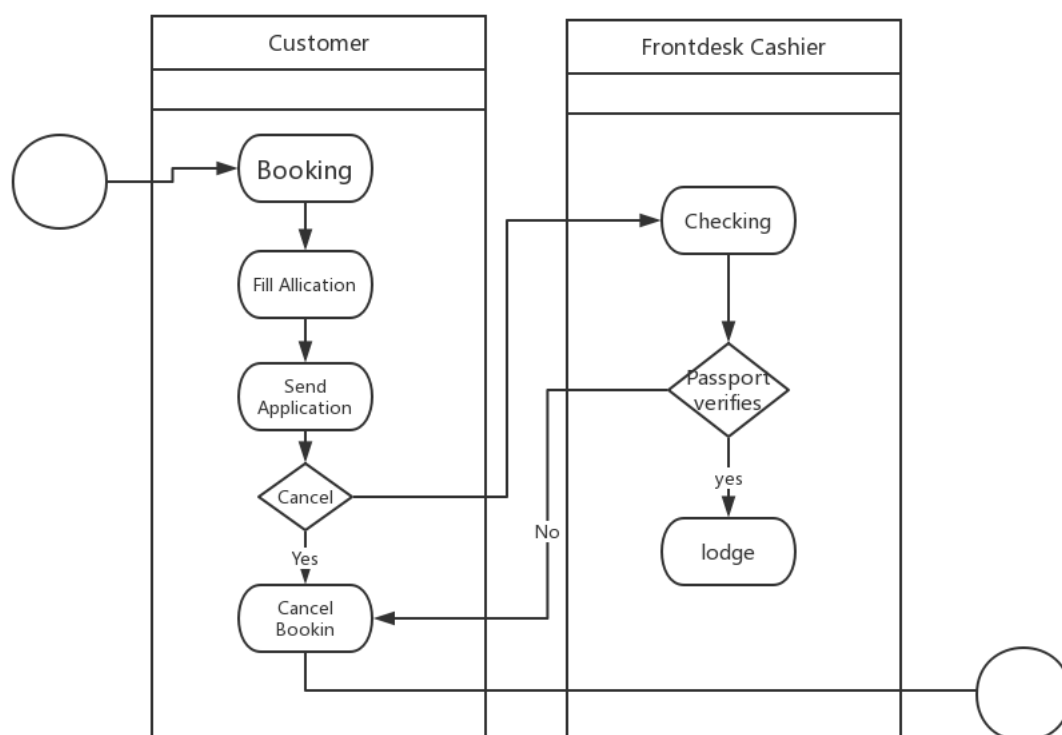 Customer
Frontdesk Cashier
Booking
Fill Allication
Send
Application
Cancel
Yes
Cancel
Bookin
Checking
Passport
verifies
yes
No
lodge